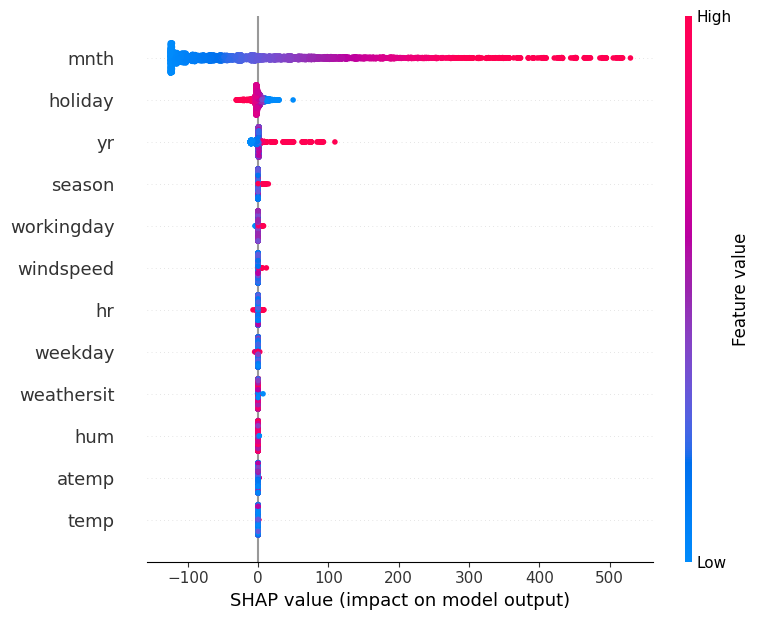 High
mnth
holiday
yr
season
workingday
windspeed
hr
weekday
weathersit
hum
atemp
temp
Feature value
Low
−100 0 100 200 300 400 500
SHAP value (impact on model output)